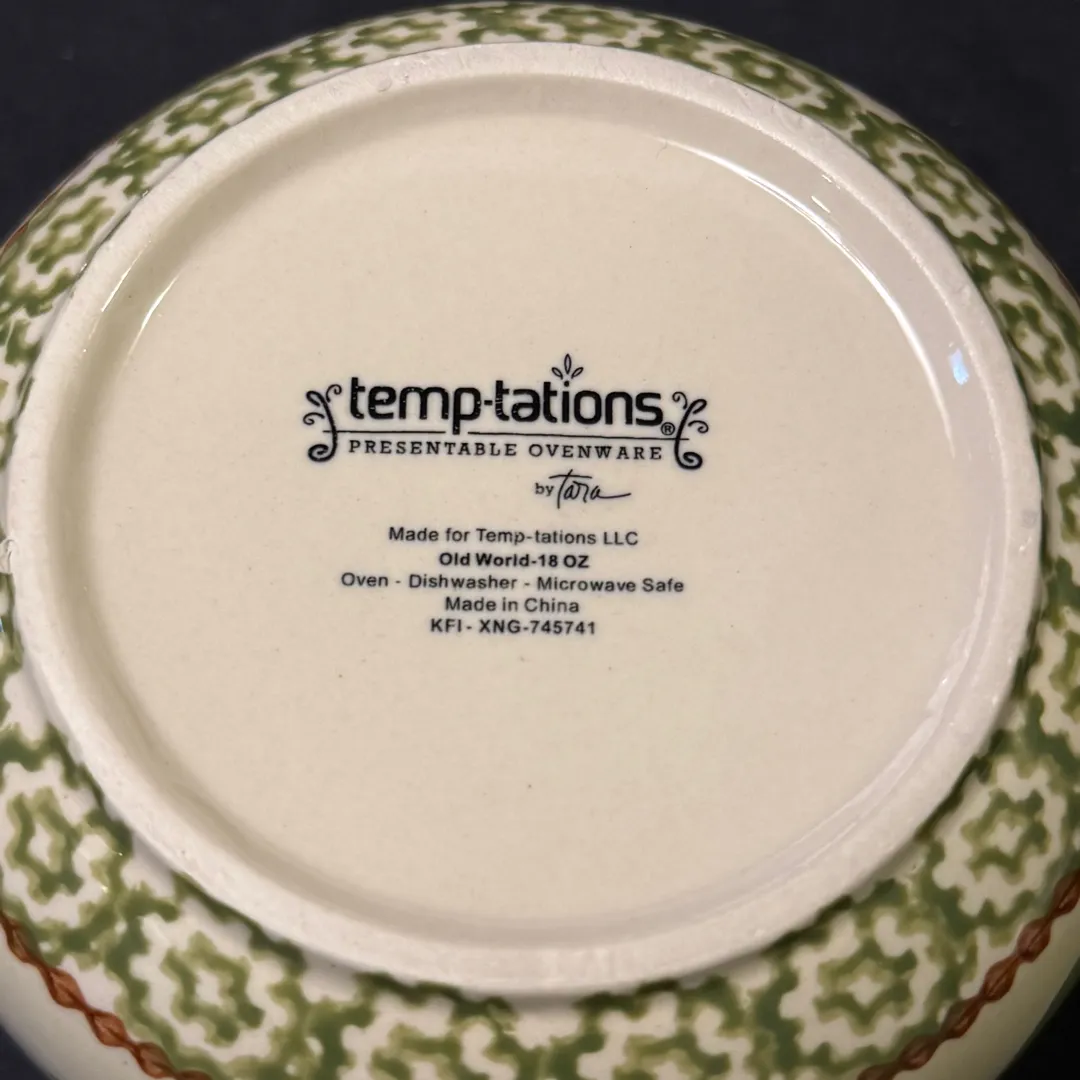 temp-tations®
PRESENTABLE OVENWARE
by Tara
Made for Temp-tations LLC
Old World-18 OZ
Oven - Dishwasher - Microwave Safe
Made in China
KFI - XNG-745741